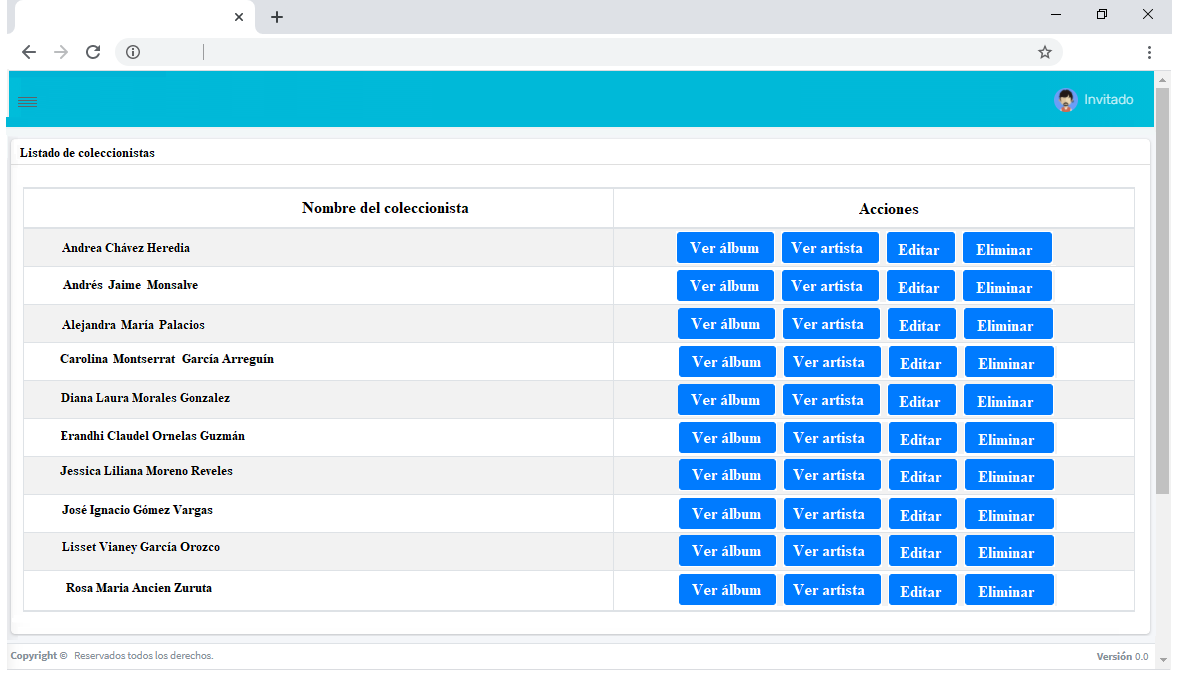 Invitado
Listado de coleccionistas
Nombre del coleccionista Acciones
Andrea Chávez Heredia Ver álbum Ver artista Editar Eliminar
Andrés Jaime Monsalve Ver álbum Ver artista Editar Eliminar
Alejandra María Palacios Ver álbum Ver artista Editar Eliminar
Carolina Montserrat García Arreguín Ver álbum Ver artista Editar Eliminar
Diana Laura Morales Gonzalez Ver álbum Ver artista Editar Eliminar
Erandhi Claudel Ornelas Guzmán Ver álbum Ver artista Editar Eliminar
Jessica Liliana Moreno Reveles Ver álbum Ver artista Editar Eliminar
José Ignacio Gómez Vargas Ver álbum Ver artista Editar Eliminar
Lisset Vianey García Orozco Ver álbum Ver artista Editar Eliminar
Rosa Maria Ancien Zuruta Ver álbum Ver artista Editar Eliminar
Copyright © Reservados todos los derechos. Versión 0.0